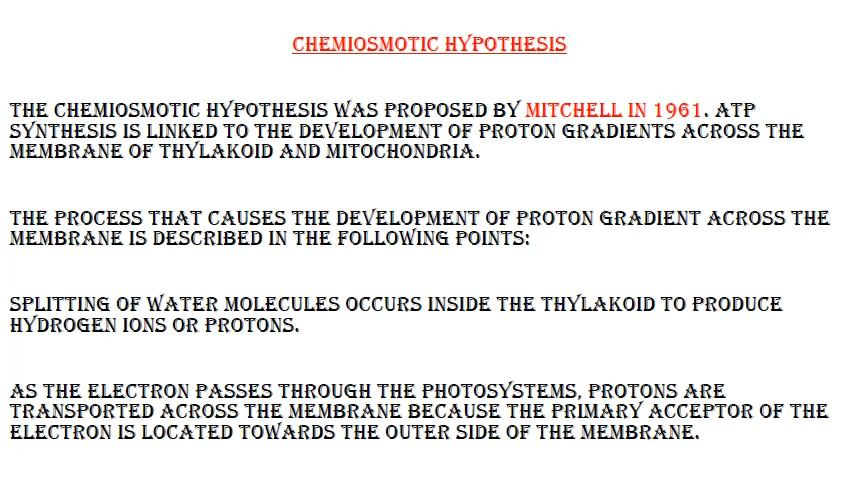 CHEMIOSMOTIC HYPOTHESIS
THE CHEMIOSMOTIC HYPOTHESIS WAS PROPOSED BY MITCHELL IN 1961. ATP
SYNTHESIS IS LINKED TO THE DEVELOPMENT OF PROTON GRADIENTS ACROSS THE
MEMBRANE OF THYLAKOID AND MITOCHONDRIA.
THE PROCESS THAT CAUSES THE DEVELOPMENT OF PROTON GRADIENT ACROSS THE
MEMBRANE IS DESCRIBED IN THE FOLLOWING POINTS:
SPLITTING OF WATER MOLECULES OCCURS INSIDE THE THYLAKOID TO PRODUCE
HYDROGEN IONS OR PROTONS.
AS THE ELECTRON PASSES THROUGH THE PHOTOSYSTEMS, PROTONS ARE
TRANSPORTED ACROSS THE MEMBRANE BECAUSE THE PRIMARY ACCEPTOR OF THE
ELECTRON IS LOCATED TOWARDS THE OUTER SIDE OF THE MEMBRANE.